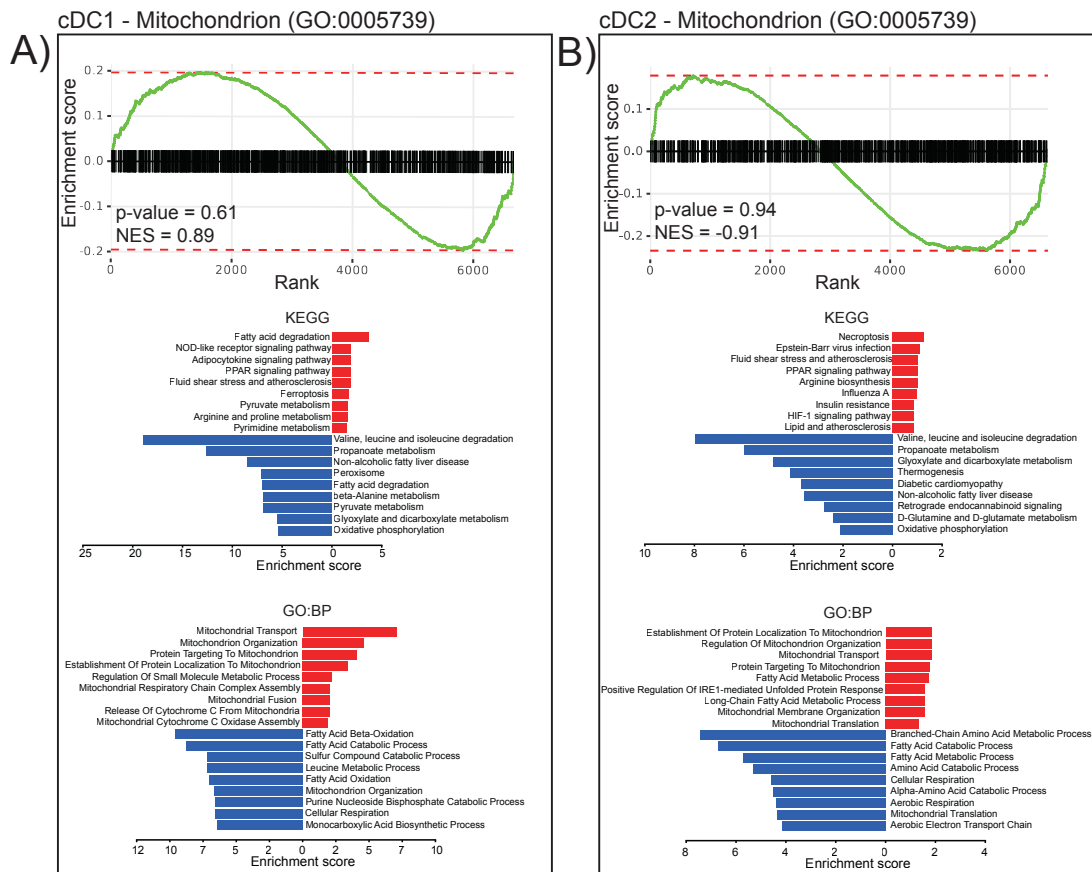 cDC1 - Mitochondrion (GO:0005739)
A)
Enrichment score
0.2
0.1
0.0
-0.1
-0.2
p-value = 0.61
NES = 0.89
0 2000 4000 6000
Rank
KEGG
Fatty acid degradation
NOD-like receptor signaling pathway
Adipocytokine signaling pathway
PPAR signaling pathway
Fluid shear stress and atherosclerosis
Ferroptosis
Pyruvate metabolism
Arginine and proline metabolism
Pyrimidine metabolism
Valine, leucine and isoleucine degradation
Propanoate metabolism
Non-alcoholic fatty liver disease
Peroxisome
Fatty acid degradation
beta-Alanine metabolism
Pyruvate metabolism
Glyoxylate and dicarboxylate metabolism
Oxidative phosphorylation
25 20 15 10 5 0 5
Enrichment score
GO:BP
Mitochondrial Transport
Mitochondrion Organization
Protein Targeting To Mitochondrion
Establishment Of Protein Localization To Mitochondrion
Regulation Of Small Molecule Metabolic Process
Mitochondrial Respiratory Chain Complex Assembly
Mitochondrial Fusion
Release Of Cytochrome C From Mitochondria
Mitochondrial Cytochrome C Oxidase Assembly
Fatty Acid Beta-Oxidation
Fatty Acid Catabolic Process
Sulfur Compound Catabolic Process
Leucine Metabolic Process
Fatty Acid Oxidation
Mitochondrion Organization
Purine Nucleoside Bisphosphate Catabolic Process
Cellular Respiration
Monocarboxylic Acid Biosynthetic Process
12 10 7 5 2 0 2 5 7 10
Enrichment score
cDC2 - Mitochondrion (GO:0005739)
B)
Enrichment score
0.1
0.0
-0.1
-0.2
p-value = 0.94
NES = -0.91
0 2000 4000 6000
Rank
KEGG
Necroptosis
Epstein-Barr virus infection
Fluid shear stress and atherosclerosis
PPAR signaling pathway
Arginine biosynthesis
Influenza A
Insulin resistance
HIF-1 signaling pathway
Lipid and atherosclerosis
Valine, leucine and isoleucine degradation
Propanoate metabolism
Glyoxylate and dicarboxylate metabolism
Thermogenesis
Diabetic cardiomyopathy
Non-alcoholic fatty liver disease
Retrograde endocannabinoid signaling
D-Glutamine and D-glutamate metabolism
Oxidative phosphorylation
10 8 6 4 2 0 2
Enrichment score
GO:BP
Establishment Of Protein Localization To Mitochondrion
Regulation Of Mitochondrion Organization
Mitochondrial Transport
Protein Targeting To Mitochondrion
Fatty Acid Metabolic Process
Positive Regulation Of IRE1-mediated Unfolded Protein Response
Long-Chain Fatty Acid Metabolic Process
Mitochondrial Membrane Organization
Mitochondrial Translation
Branched-Chain Amino Acid Metabolic Process
Fatty Acid Catabolic Process
Fatty Acid Metabolic Process
Amino Acid Catabolic Process
Cellular Respiration
Alpha-Amino Acid Catabolic Process
Aerobic Respiration
Mitochondrial Translation
Aerobic Electron Transport Chain
8 6 4 2 0 2 4
Enrichment score